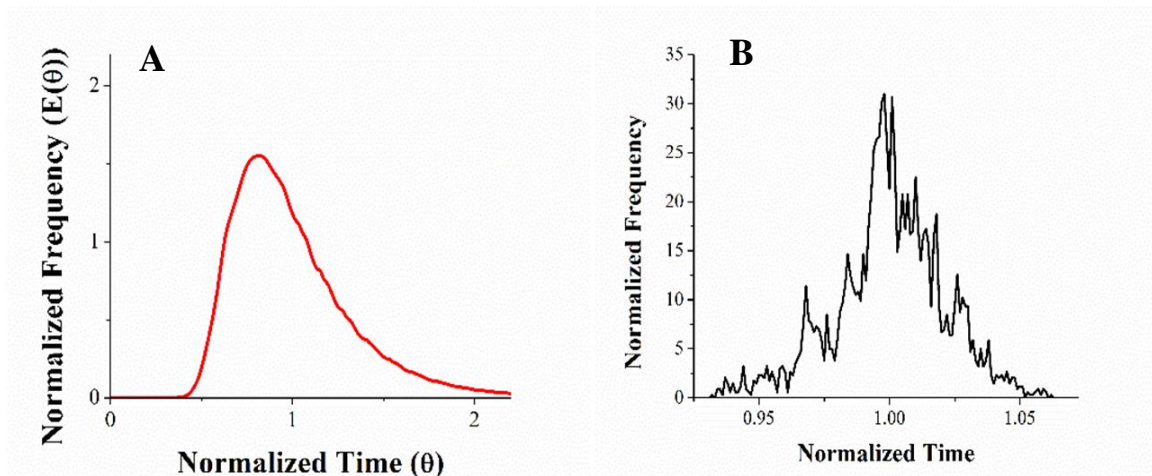 A
Normalized Frequency (E(θ))
2
1
0
0 1 2
Normalized Time (θ)
B
Normalized Frequency
35
30
25
20
15
10
5
0
0.95 1.00 1.05
Normalized Time